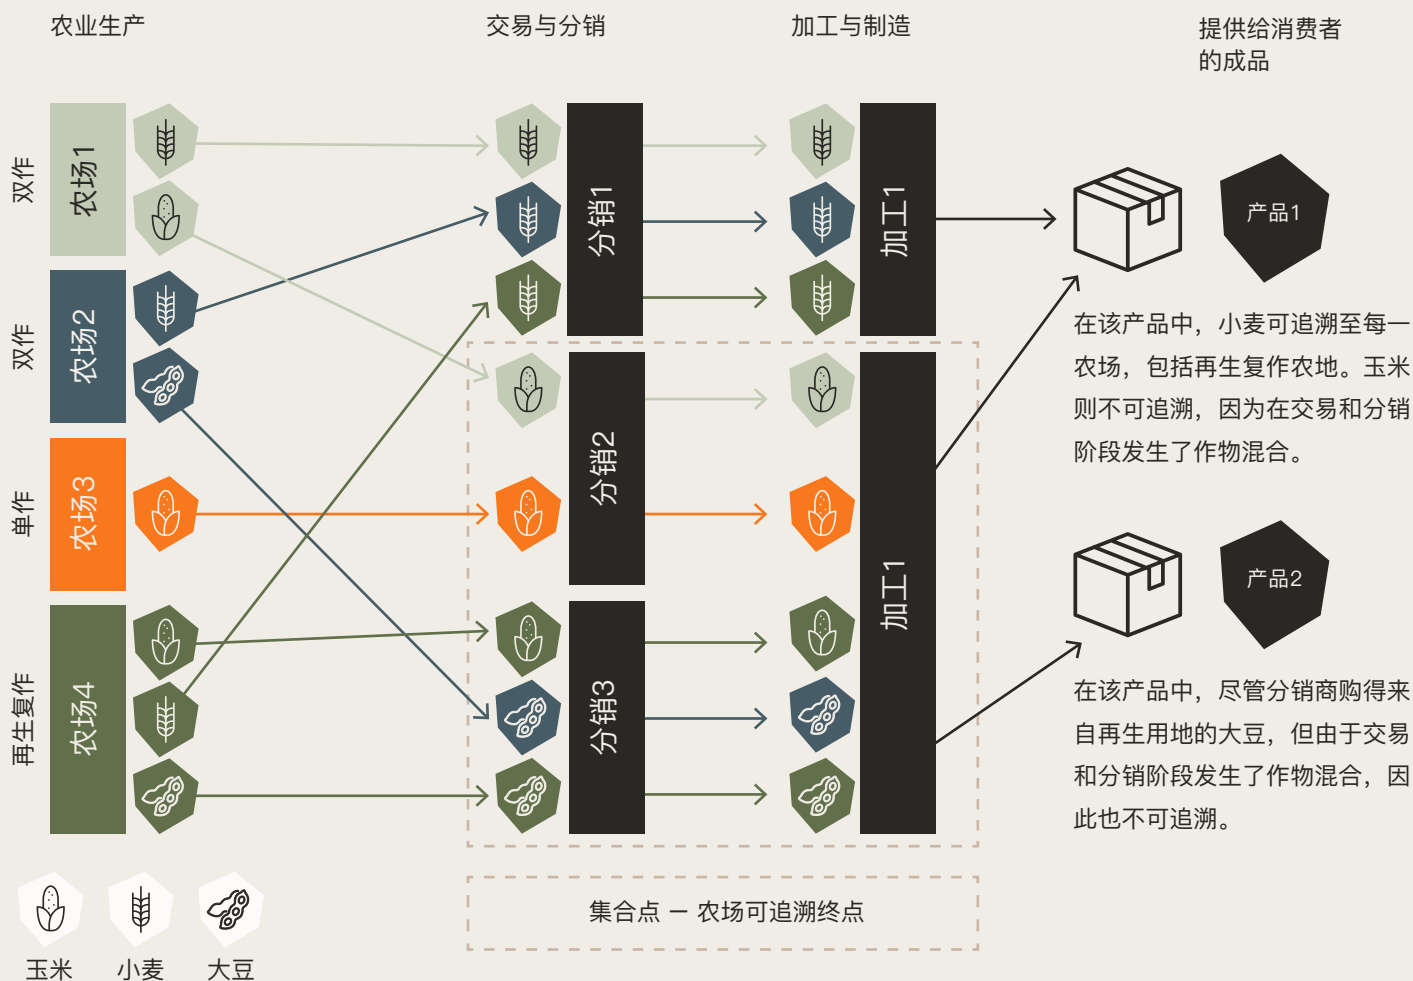 农业生产
交易与分销
加工与制造
提供给消费者
的成品
双作
农场1
双作
农场2
单作
农场3
再生复作
农场4
分销1
分销2
分销3
加工1
加工1
产品1
在该产品中，小麦可追溯至每一
农场，包括再生复作农地。玉米
则不可追溯，因为在交易和分销
阶段发生了作物混合。
产品2
在该产品中，尽管分销商购得来
自再生用地的大豆，但由于交易
和分销阶段发生了作物混合，因
此也不可追溯。
集合点 — 农场可追溯终点
玉米
小麦
大豆